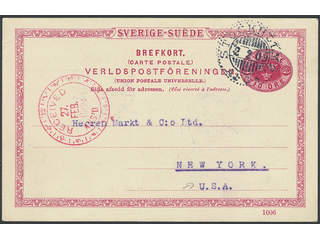 SVERIGE-SUÈDE
BREFKORT.
(CARTE POSTALE)
VERLDSPOSTFÖRENINGEN
(UNION POSTALE UNIVERSELLE.)
Sida afsedd för adressen. (Côté réservé à l'adresse.)
RECEIVED
27.
FEB.
Herren Markt & Co Ltd.
NEW YORK.
U.S.A.
1006